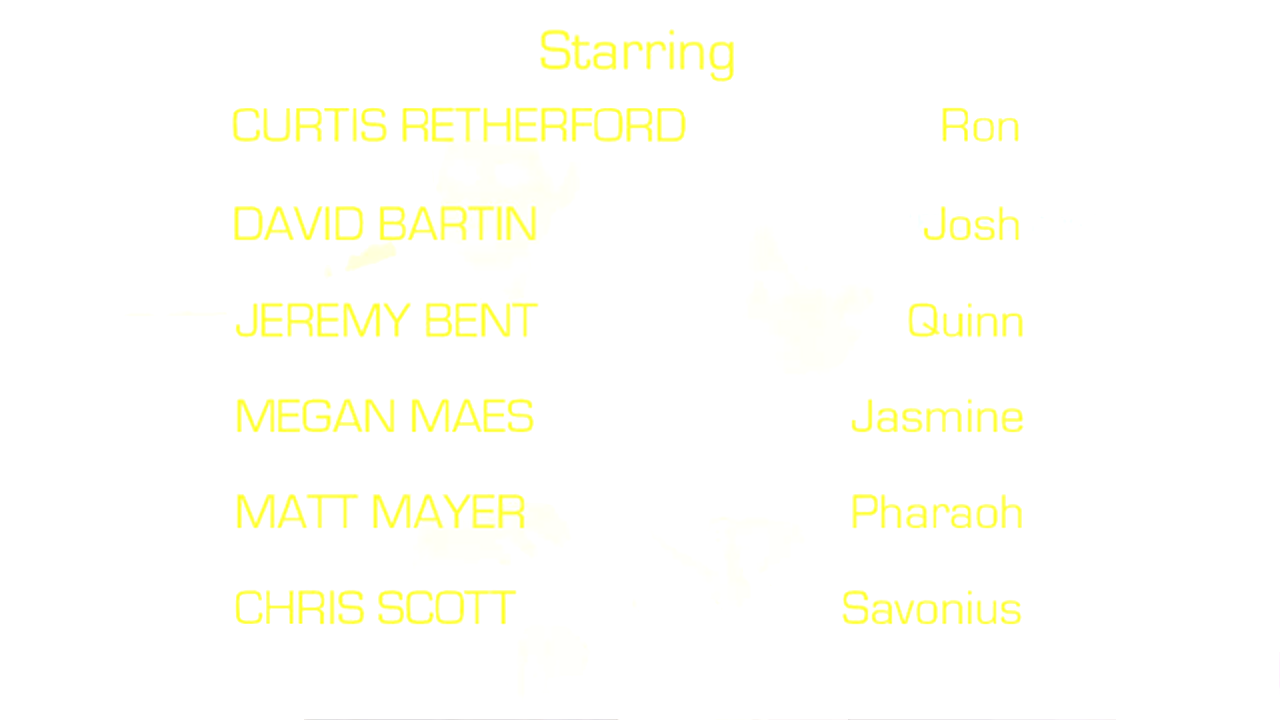 Starring
CURTIS RETHERFORD Ron
DAVID BARTIN Josh
JEREMY BENT Quinn
MEGAN MAES Jasmine
MATT MAYER Pharaoh
CHRIS SCOTT Savonius